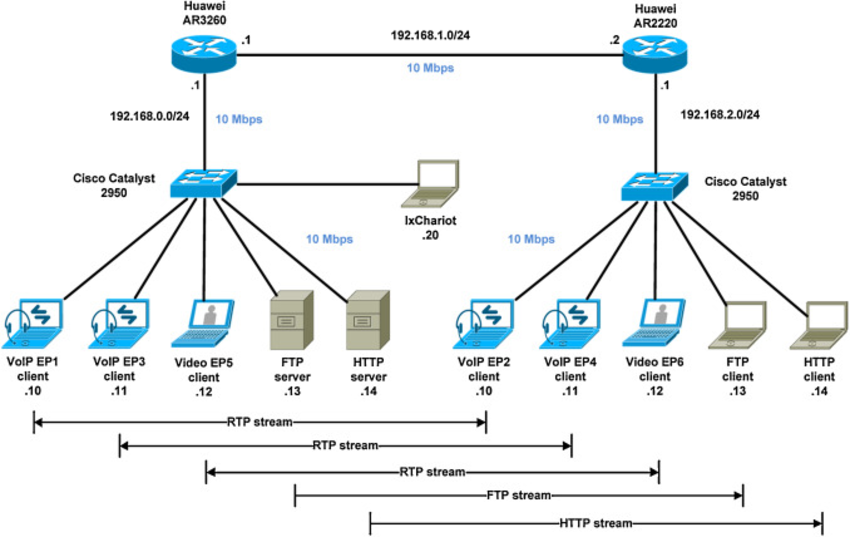 Huawei
AR3260
Huawei
AR2220
.1
192.168.1.0/24
.2
10 Mbps
.1
.1
192.168.0.0/24
10 Mbps
10 Mbps
192.168.2.0/24
Cisco Catalyst
2950
Cisco Catalyst
2950
IxChariot
.20
10 Mbps
10 Mbps
VoIP EP1
client
.10
VoIP EP3
client
.11
Video EP5
client
.12
FTP
server
.13
HTTP
server
.14
VoIP EP2
client
.10
VoIP EP4
client
.11
Video EP6
client
.12
FTP
client
.13
HTTP
client
.14
RTP stream
RTP stream
RTP stream
FTP stream
HTTP stream